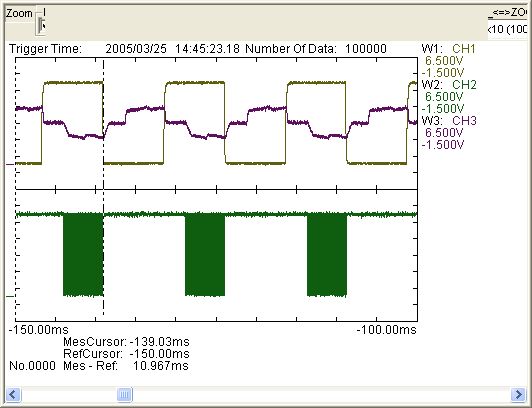 Zoom
_<=>ZO
<10 (100
Trigger Time: 2005/03/25 14:45:23.18 Number Of Data: 100000
W1: CH1
6.500V
-1.500V
W2: CH2
6.500V
-1.500V
W3: CH3
6.500V
-1.500V
-150.00ms -100.00ms
MesCursor: -139.03ms
RefCursor: -150.00ms
No.0000 Mes - Ref: 10.967ms